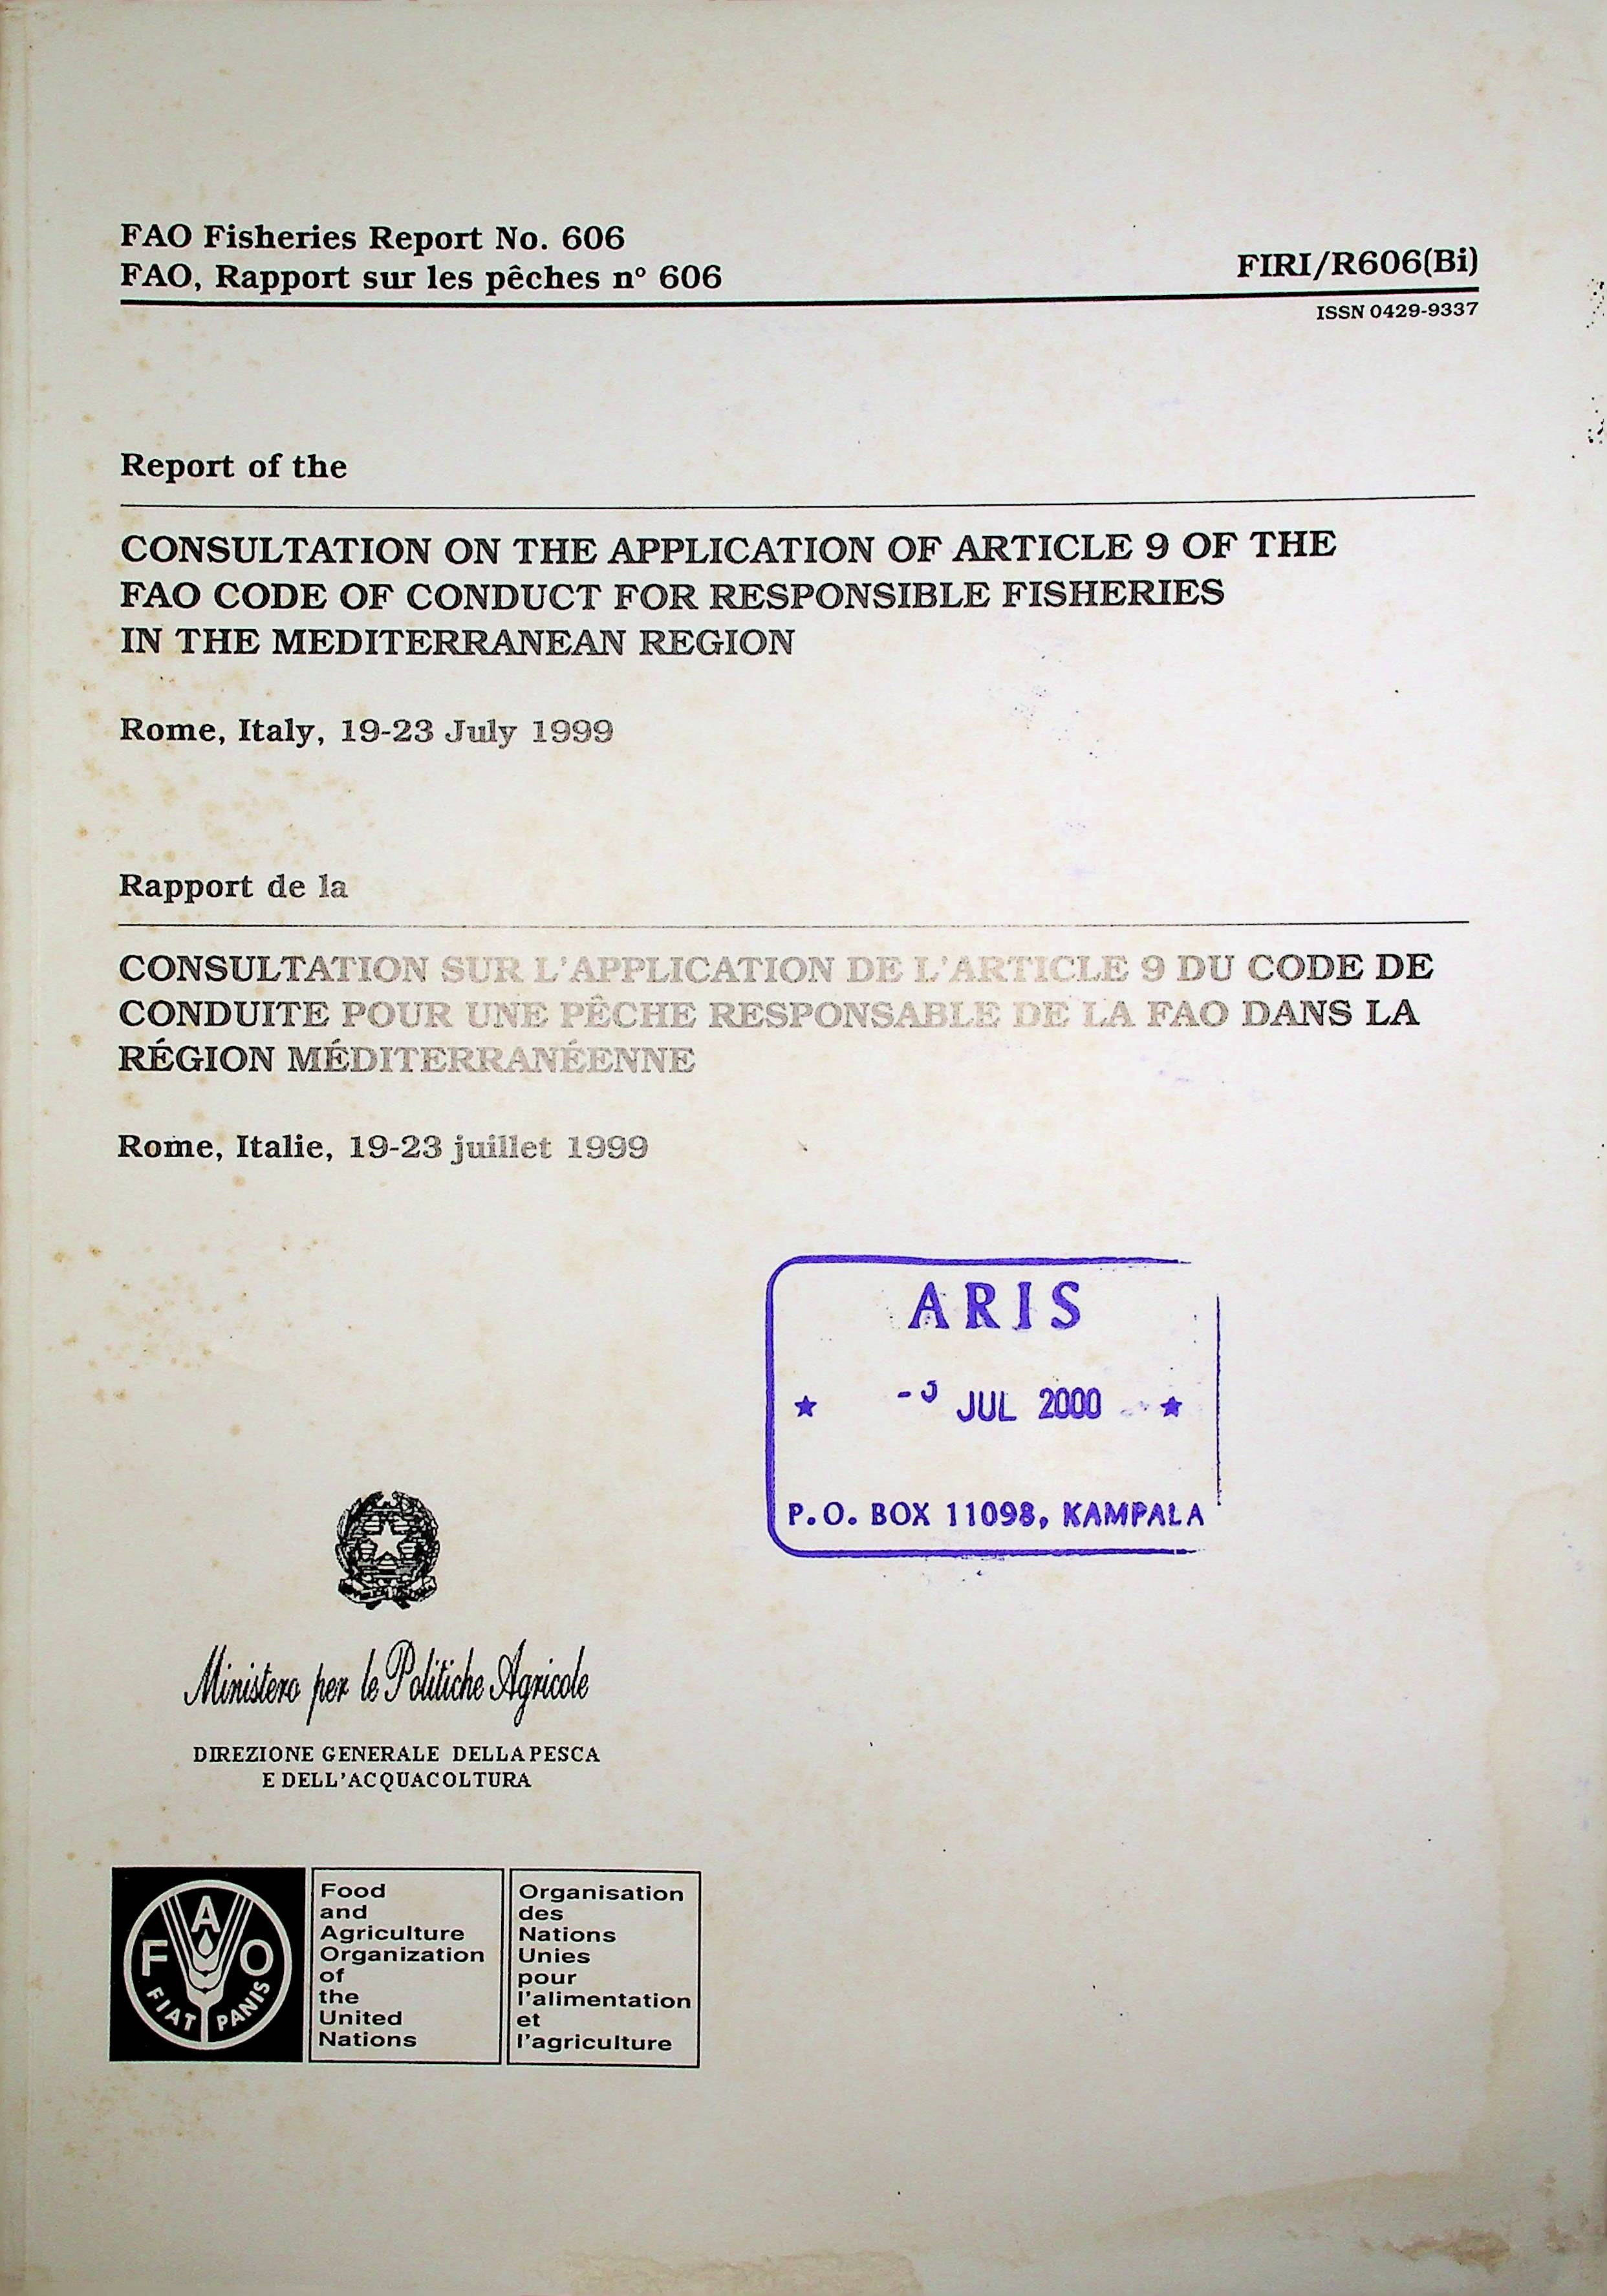 FAO Fisheries Report No. 606
FAO, Rapport sur les pêches nº 606
FIRI/R606(Bi)
ISSN 0429-9337
Report of the
CONSULTATION ON THE APPLICATION OF ARTICLE 9 OF THE
FAO CODE OF CONDUCT FOR RESPONSIBLE FISHERIES
IN THE MEDITERRANEAN REGION
Rome, Italy, 19-23 July 1999
Rapport de la
CONSULTATION SUR L'APPLICATION DE L'ARTICLE 9 DU CODE DE
CONDUITE POUR UNE PÊCHE RESPONSABLE DE LA FAO DANS LA
RÉGION MÉDITERRANÉENNE
Rome, Italie, 19-23 juillet 1999
ARIS
JUL 2000
P.O. BOX 11098, KAMPALA
Ministero per le Politiche Agricole
DIREZIONE GENERALE DELLA PESCA
E DELL'ACQUACOLTURA
FAO
FIAT PANIS
Food
and
Agriculture
Organization
of
the
United
Nations
Organisation
des
Nations
Unies
pour
l'alimentation
et
l'agriculture